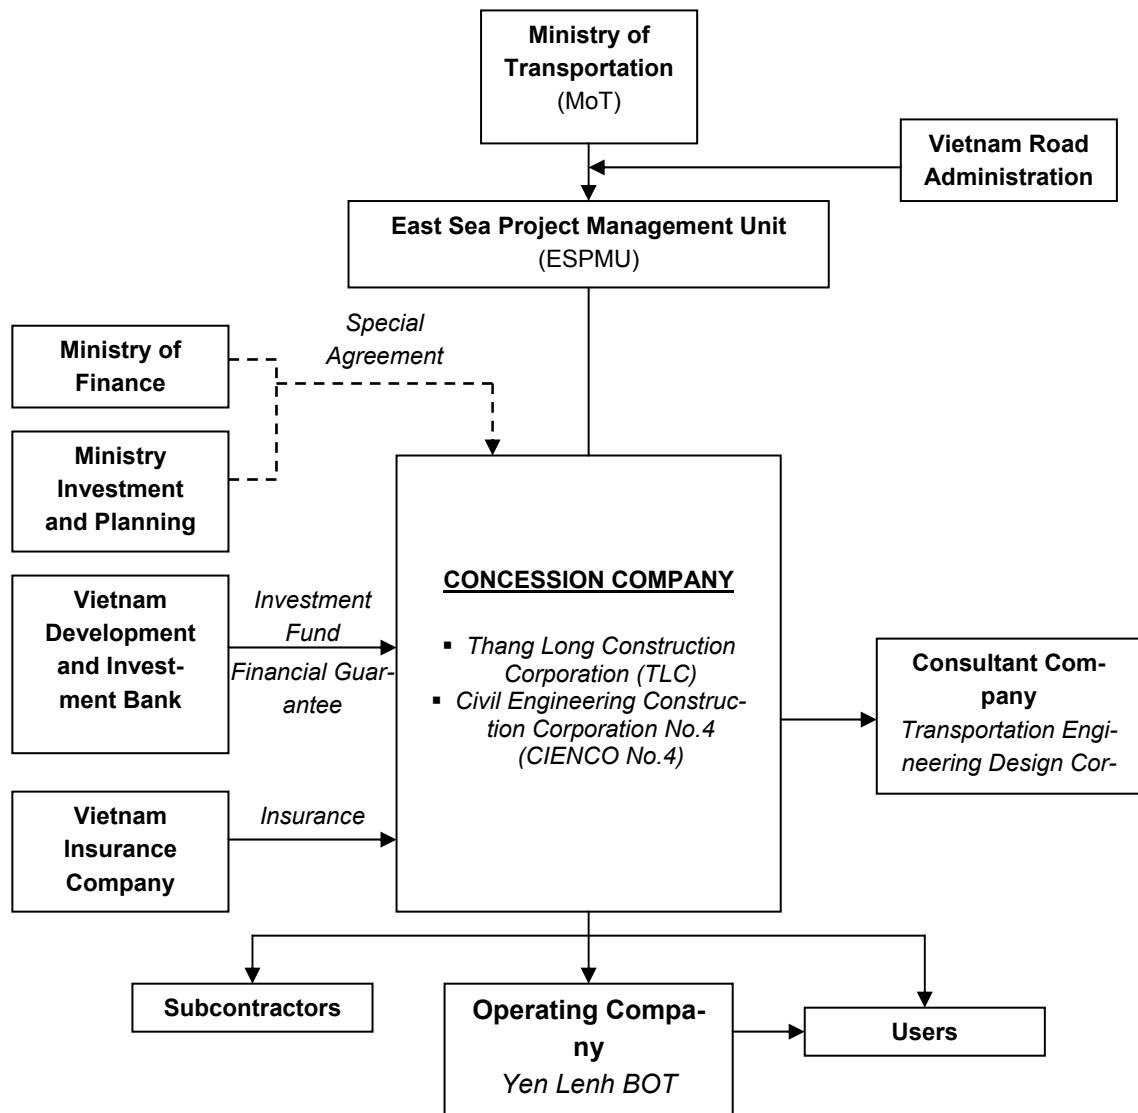 Ministry of
Transportation
(MoT)
Vietnam Road
Administration
East Sea Project Management Unit
(ESPMU)
Special
Agreement
Ministry of
Finance
Ministry
Investment
and Planning
Vietnam
Development
and Invest-
ment Bank
Investment
Fund
Financial Guar-
antee
CONCESSION COMPANY
▪ Thang Long Construction
Corporation (TLC)
▪ Civil Engineering Construc-
tion Corporation No.4
(CIENCO No.4)
Consultant Com-
pany
Transportation Engi-
neering Design Cor-
Vietnam
Insurance
Company
Insurance
Subcontractors
Operating Compa-
ny
Yen Lenh BOT
Users